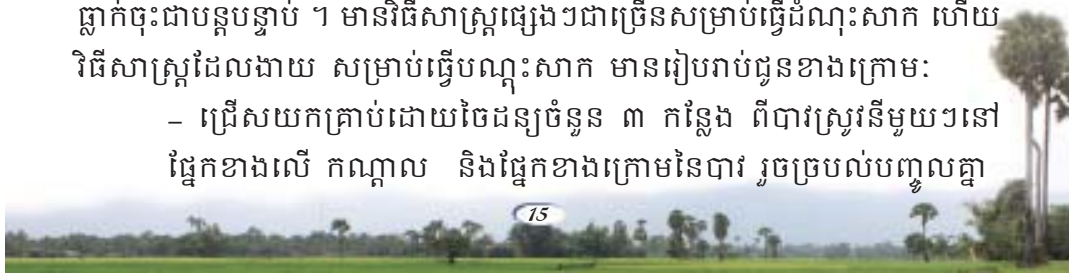 ធ្លាក់ចុះជាបន្តបន្ទាប់ ។ មានវិធីសាស្ត្រផ្សេងៗជាច្រើនសម្រាប់ធ្វើដំណុះសាក ហើយ
វិធីសាស្ត្រដែលងាយ សម្រាប់ធ្វើបណ្តុះសាក មានរៀបរាប់ជូនខាងក្រោមៈ
– ជ្រើសយកគ្រាប់ដោយចៃដន្យចំនួន ៣ កន្លែង ពីបាវស្រូវនីមួយៗនៅ
ផ្នែកខាងលើ កណ្តាល និងផ្នែកខាងក្រោមនៃបាវ រួចច្របល់បញ្ចូលគ្នា
15